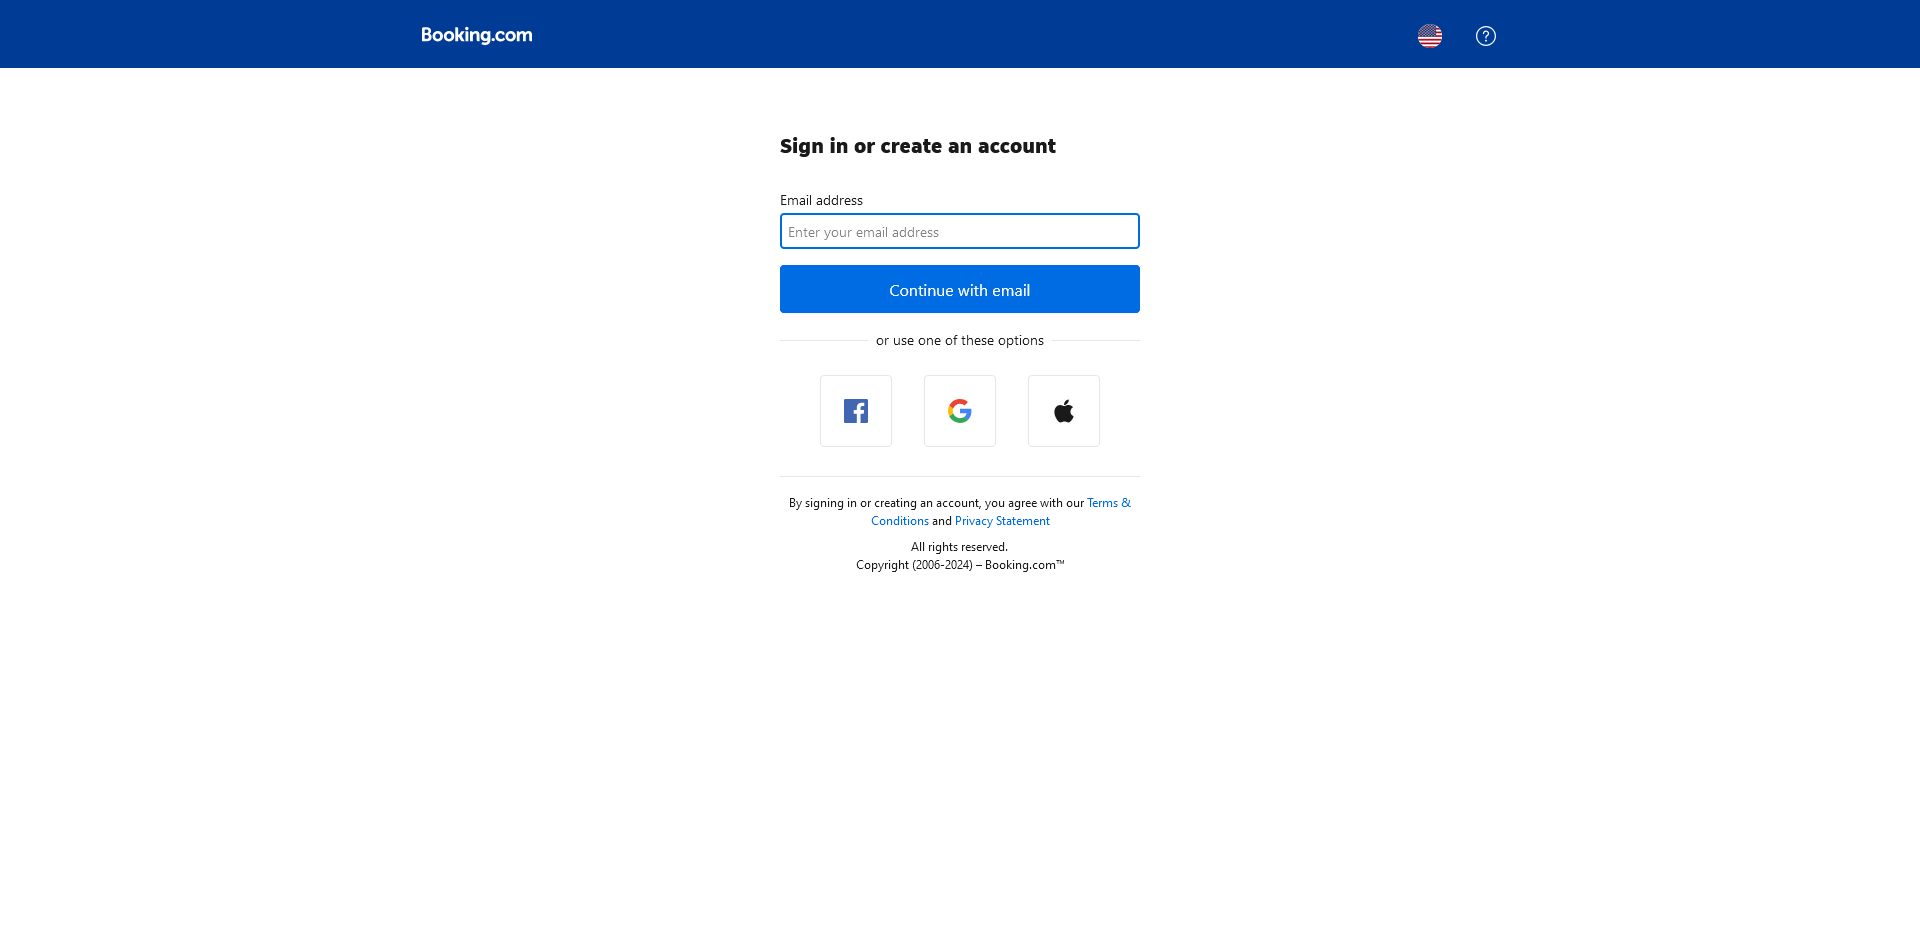 Booking.com
Sign in or create an account
Email address
Enter your email address
Continue with email
or use one of these options
By signing in or creating an account, you agree with our Terms &
Conditions and Privacy Statement
All rights reserved.
Copyright (2006-2024) – Booking.com™